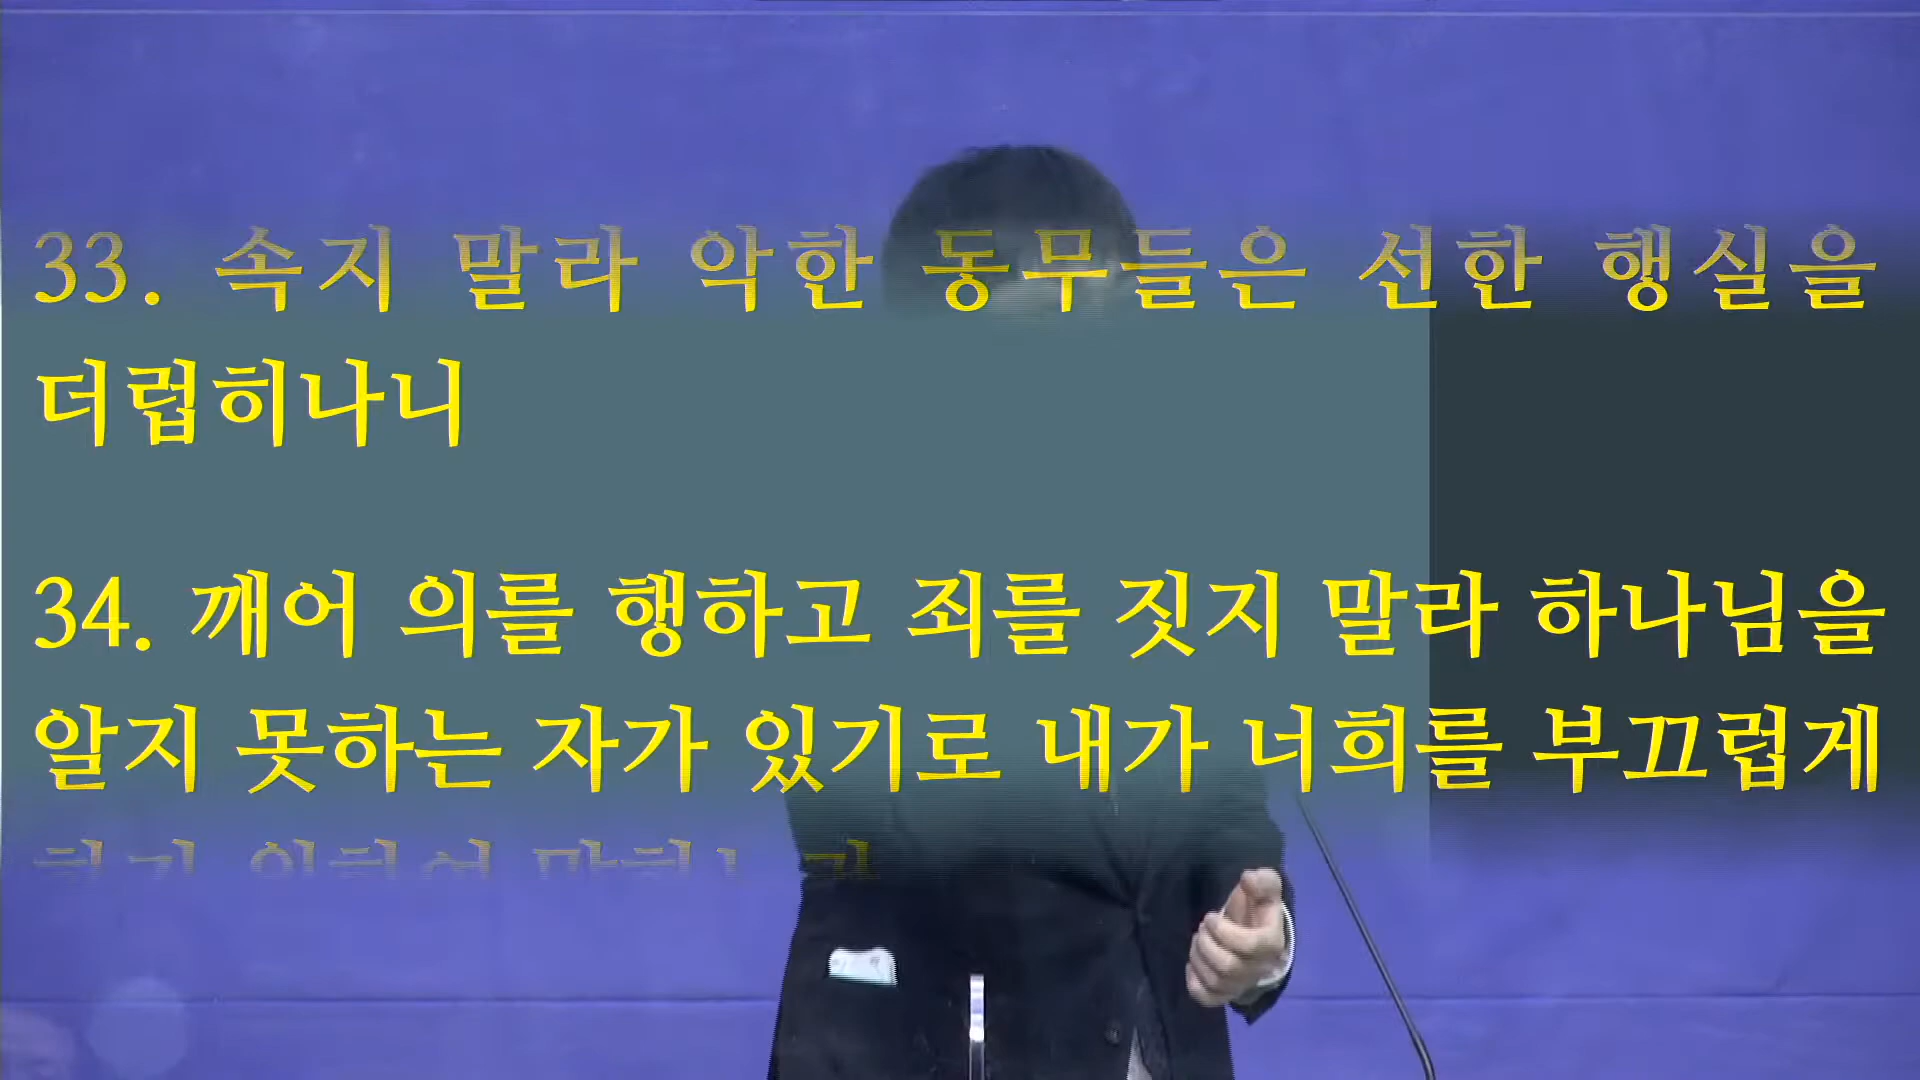 33. 속지 말라 악한 동무들은 선한 행실을
더럽히나니
34. 깨어 의를 행하고 죄를 짓지 말라 하나님을
알지 못하는 자가 있기로 내가 너희를 부끄럽게